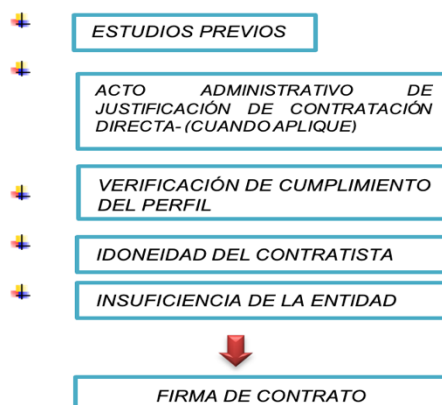 ESTUDIOS PREVIOS
ACTO ADMINISTRATIVO DE
JUSTIFICACIÓN DE CONTRATACIÓN
DIRECTA- (CUANDO APLIQUE)
VERIFICACIÓN DE CUMPLIMIENTO
DEL PERFIL
IDONEIDAD DEL CONTRATISTA
INSUFICIENCIA DE LA ENTIDAD
FIRMA DE CONTRATO